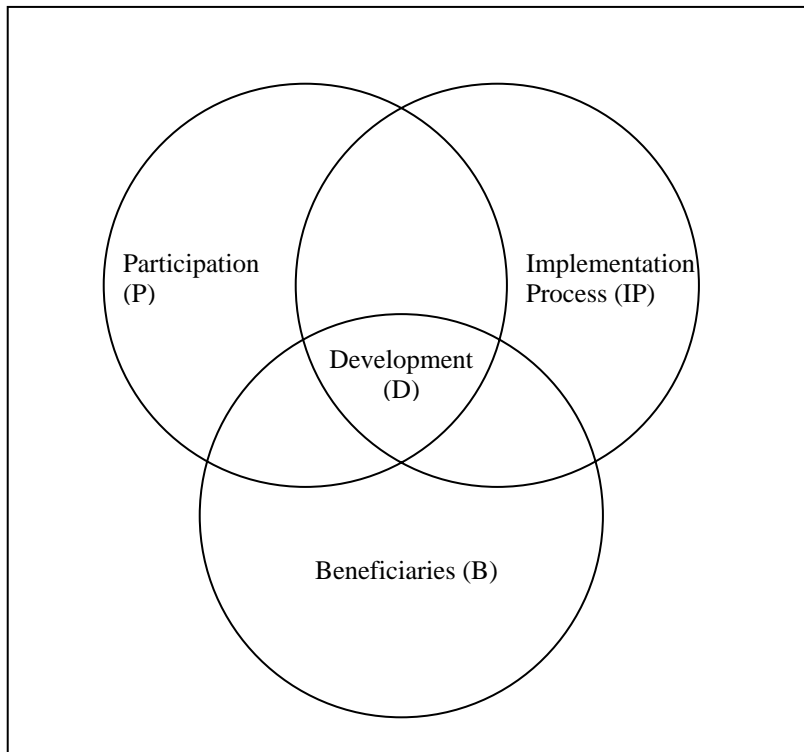 Participation
(P)
Implementation
Process (IP)
Development
(D)
Beneficiaries (B)